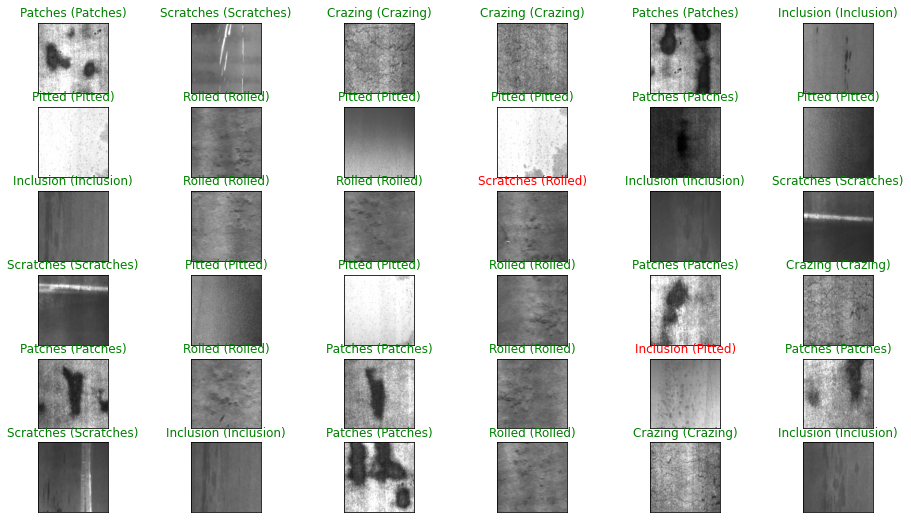 Patches (Patches) Scratches (Scratches) Crazing (Crazing) Crazing (Crazing) Patches (Patches) Inclusion (Inclusion)
Pitted (Pitted) Rolled (Rolled) Pitted (Pitted) Pitted (Pitted) Patches (Patches) Pitted (Pitted)
Inclusion (Inclusion) Rolled (Rolled) Rolled (Rolled) Scratches (Rolled) Inclusion (Inclusion) Scratches (Scratches)
Scratches (Scratches) Pitted (Pitted) Pitted (Pitted) Rolled (Rolled) Patches (Patches) Crazing (Crazing)
Patches (Patches) Rolled (Rolled) Patches (Patches) Rolled (Rolled) Inclusion (Pitted) Patches (Patches)
Scratches (Scratches) Inclusion (Inclusion) Patches (Patches) Rolled (Rolled) Crazing (Crazing) Inclusion (Inclusion)